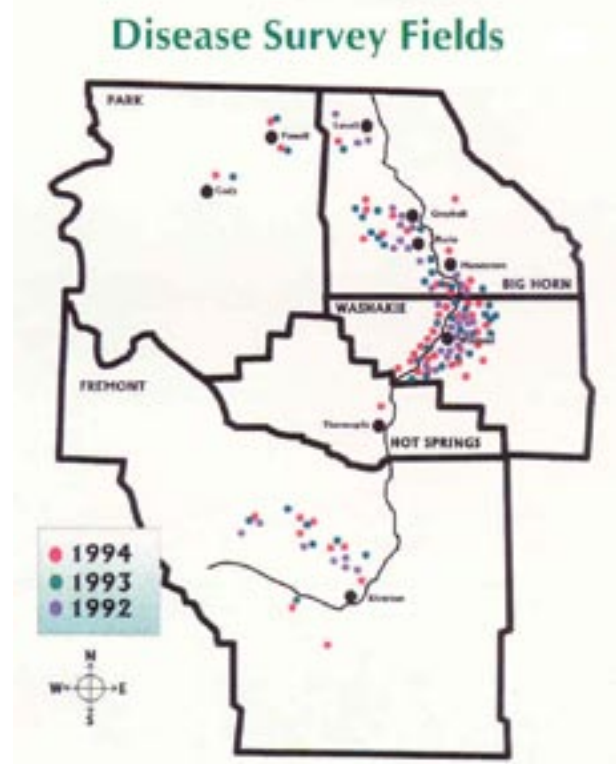 Disease Survey Fields
PARK
Powell
Lovell
Cody
Greybull
Basin
Manderson
BIG HORN
WASHAKIE
FREMONT
Thermopolis
HOT SPRINGS
1994
1993
1992
Riverton
N
W E
S